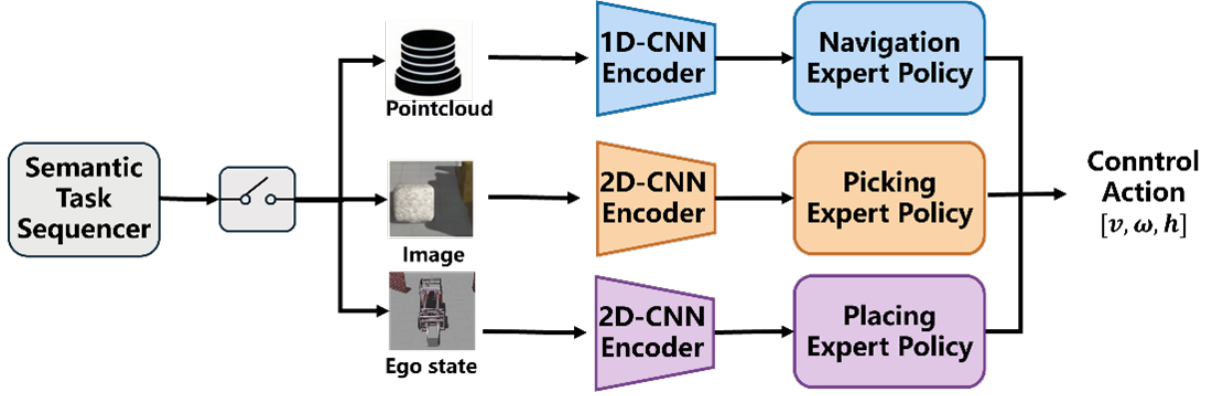 Semantic
Task
Sequencer
Pointcloud
1D-CNN
Encoder
Navigation
Expert Policy
Image
2D-CNN
Encoder
Picking
Expert Policy
Ego state
2D-CNN
Encoder
Placing
Expert Policy
Conntrol
Action
[v, ω, h]